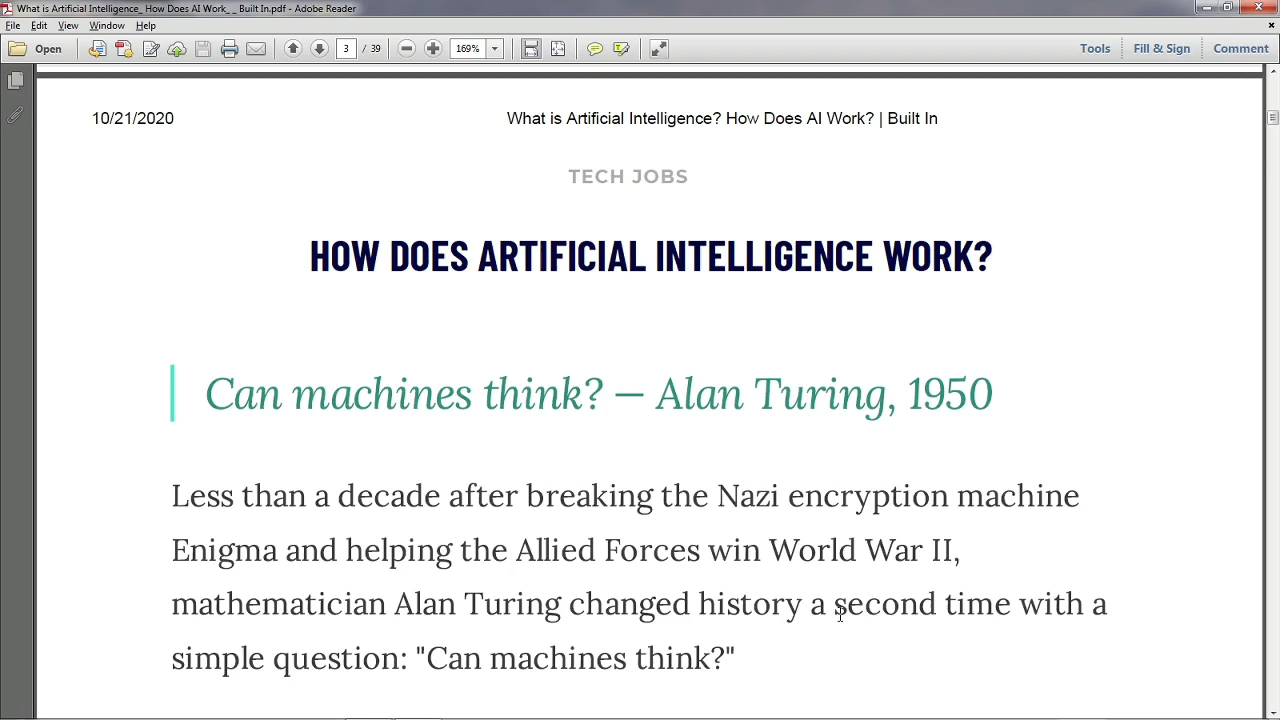 What is Artificial Intelligence_ How Does AI Work_ _ Built In.pdf - Adobe Reader
File Edit View Window Help
Open 3 / 39 169% Tools Fill & Sign Comment
10/21/2020 What is Artificial Intelligence? How Does AI Work? | Built In
TECH JOBS
HOW DOES ARTIFICIAL INTELLIGENCE WORK?
Can machines think? — Alan Turing, 1950
Less than a decade after breaking the Nazi encryption machine
Enigma and helping the Allied Forces win World War II,
mathematician Alan Turing changed history a second time with a
simple question: "Can machines think?"